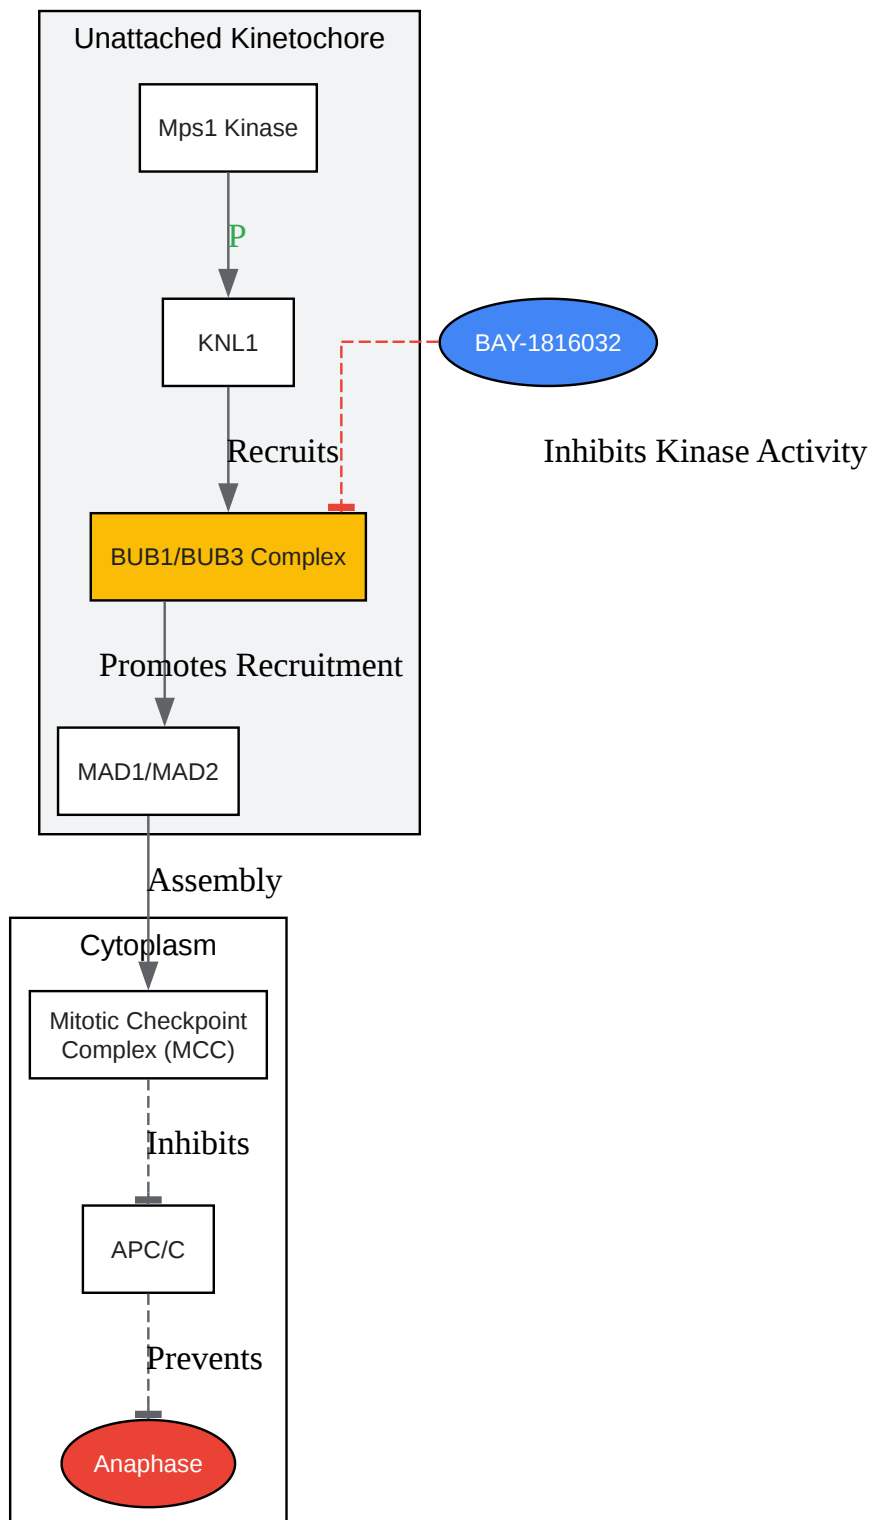 Unattached Kinetochore
Mps1 Kinase
P
KNL1
BAY-1816032
Recruits
Inhibits Kinase Activity
BUB1/BUB3 Complex
Promotes Recruitment
MAD1/MAD2
Assembly
Cytoplasm
Mitotic Checkpoint
Complex (MCC)
Inhibits
APC/C
Prevents
Anaphase